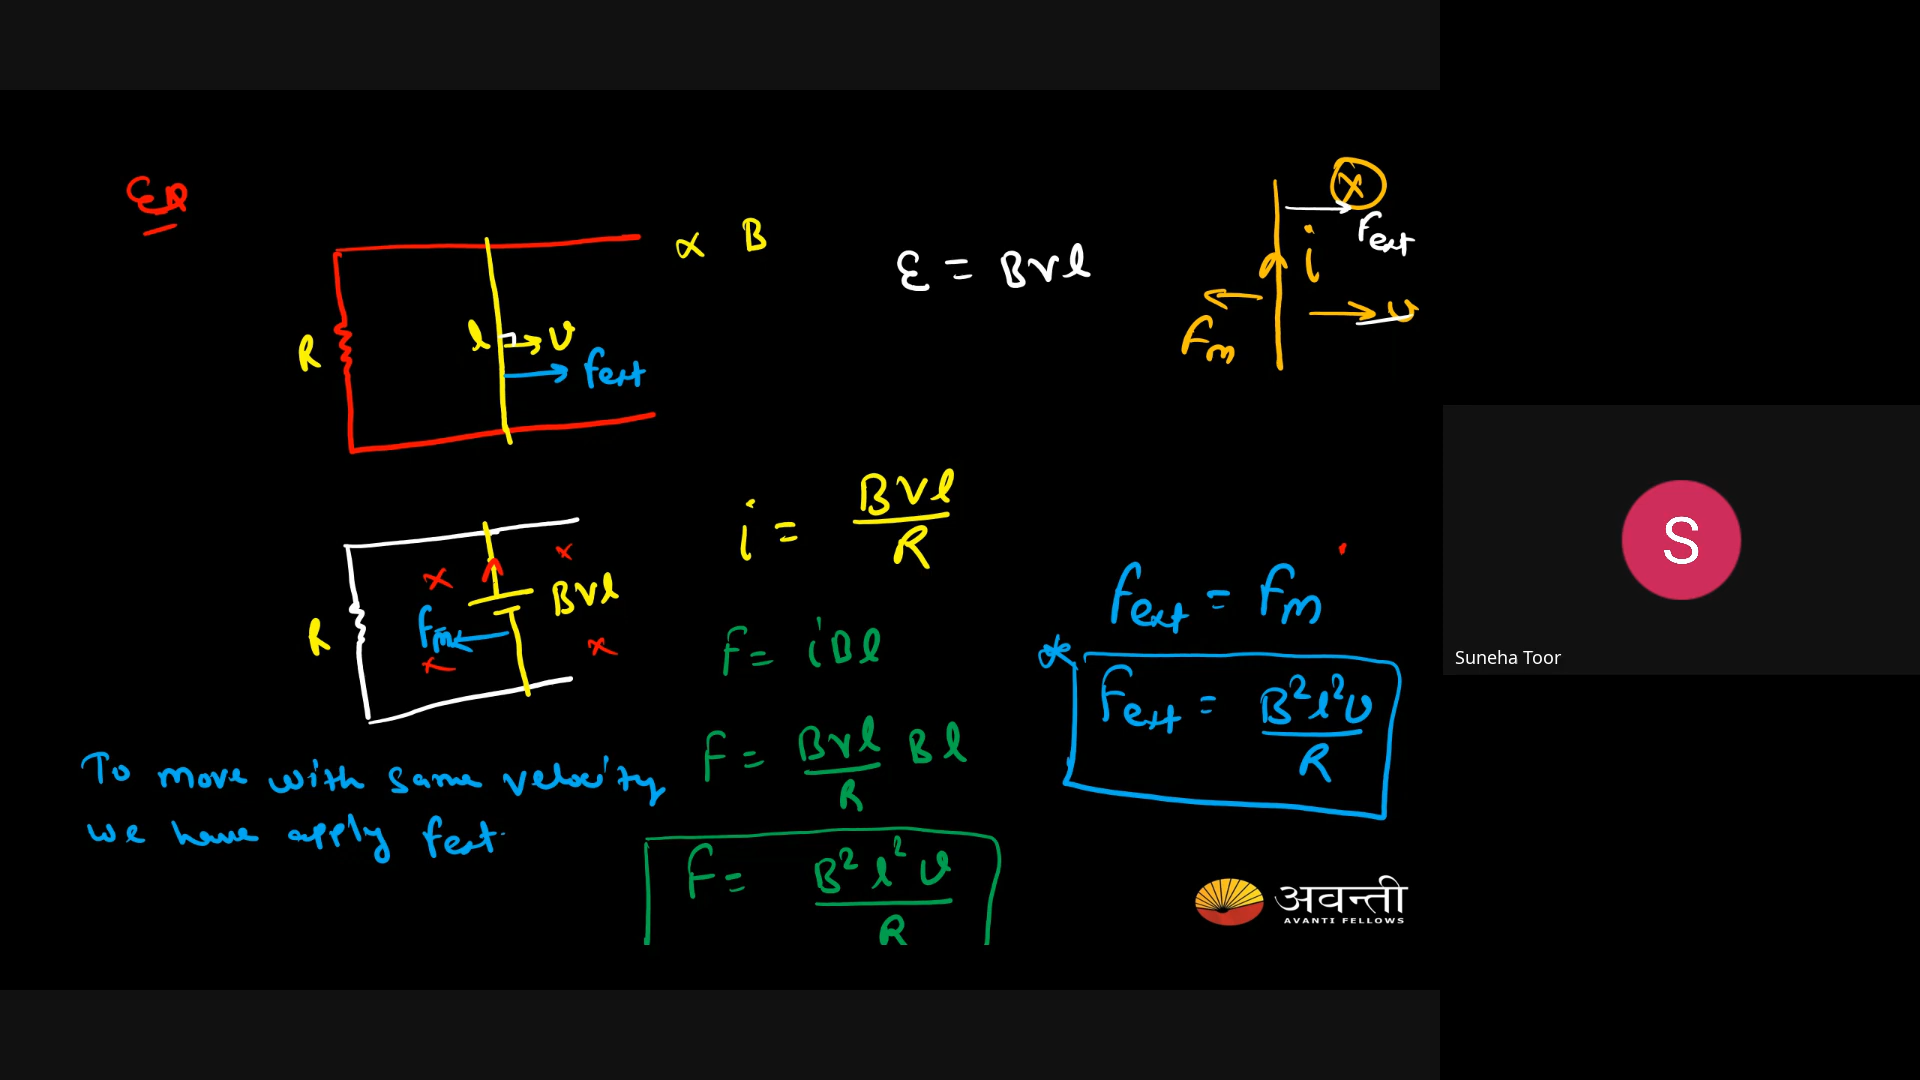 EQ
x B
R
l
v
fext
ε = Bvl
x
fext
i
v
Fm
R
x
x
Bvl
Fm
x
x
i = Bvl/R
F = iBl
F = Bvl/R Bl
F = B²l²v/R
To move with same velocity
we have apply fext.
fext = Fm
* Fext = B²l²v/R
अवन्ती
AVANTI FELLOWS
S
Suneha Toor